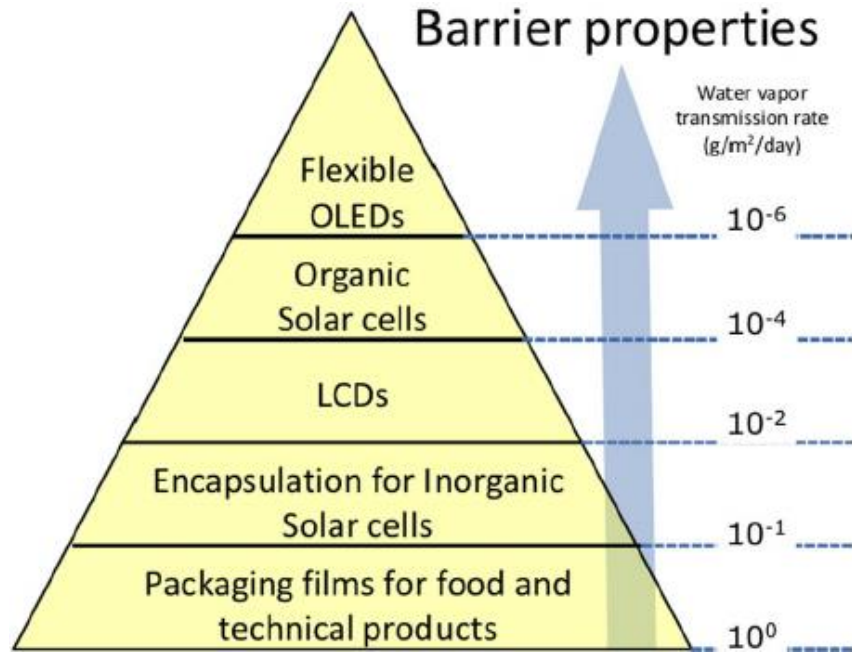 Barrier properties
Water vapor
transmission rate
(g/m²/day)
Flexible
OLEDs
10⁻⁶
Organic
Solar cells
10⁻⁴
LCDs
10⁻²
Encapsulation for Inorganic
Solar cells
10⁻¹
Packaging films for food and
technical products
10⁰